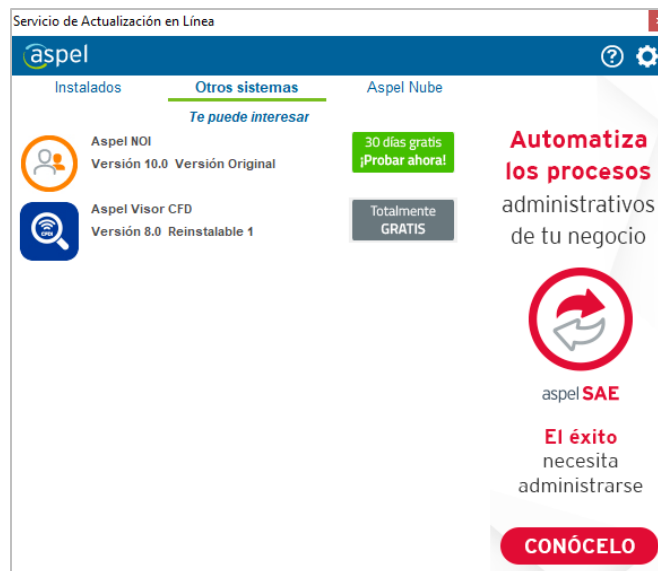 Servicio de Actualización en Línea
aspel
Instalados
Otros sistemas
Aspel Nube
Te puede interesar
Aspel NOI
Versión 10.0 Versión Original
30 días gratis
¡Probar ahora!
Aspel Visor CFD
Versión 8.0 Reinstalable 1
Totalmente
GRATIS
Automatiza
los procesos
administrativos
de tu negocio
aspel SAE
El éxito
necesita
administrarse
CONÓCELO